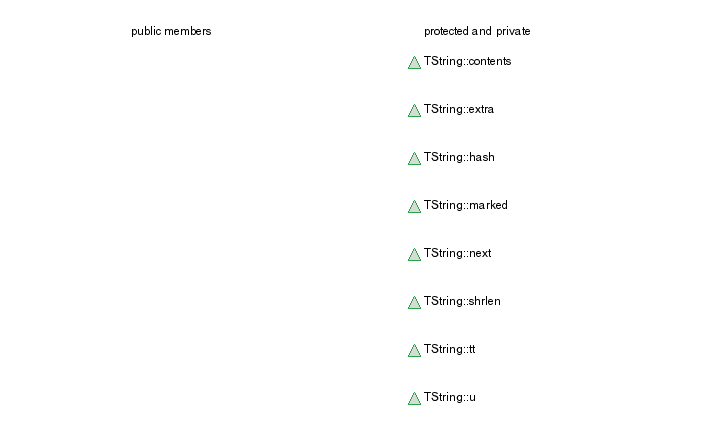 public members
protected and private
TString::contents
TString::extra
TString::hash
TString::marked
TString::next
TString::shrlen
TString::tt
TString::u